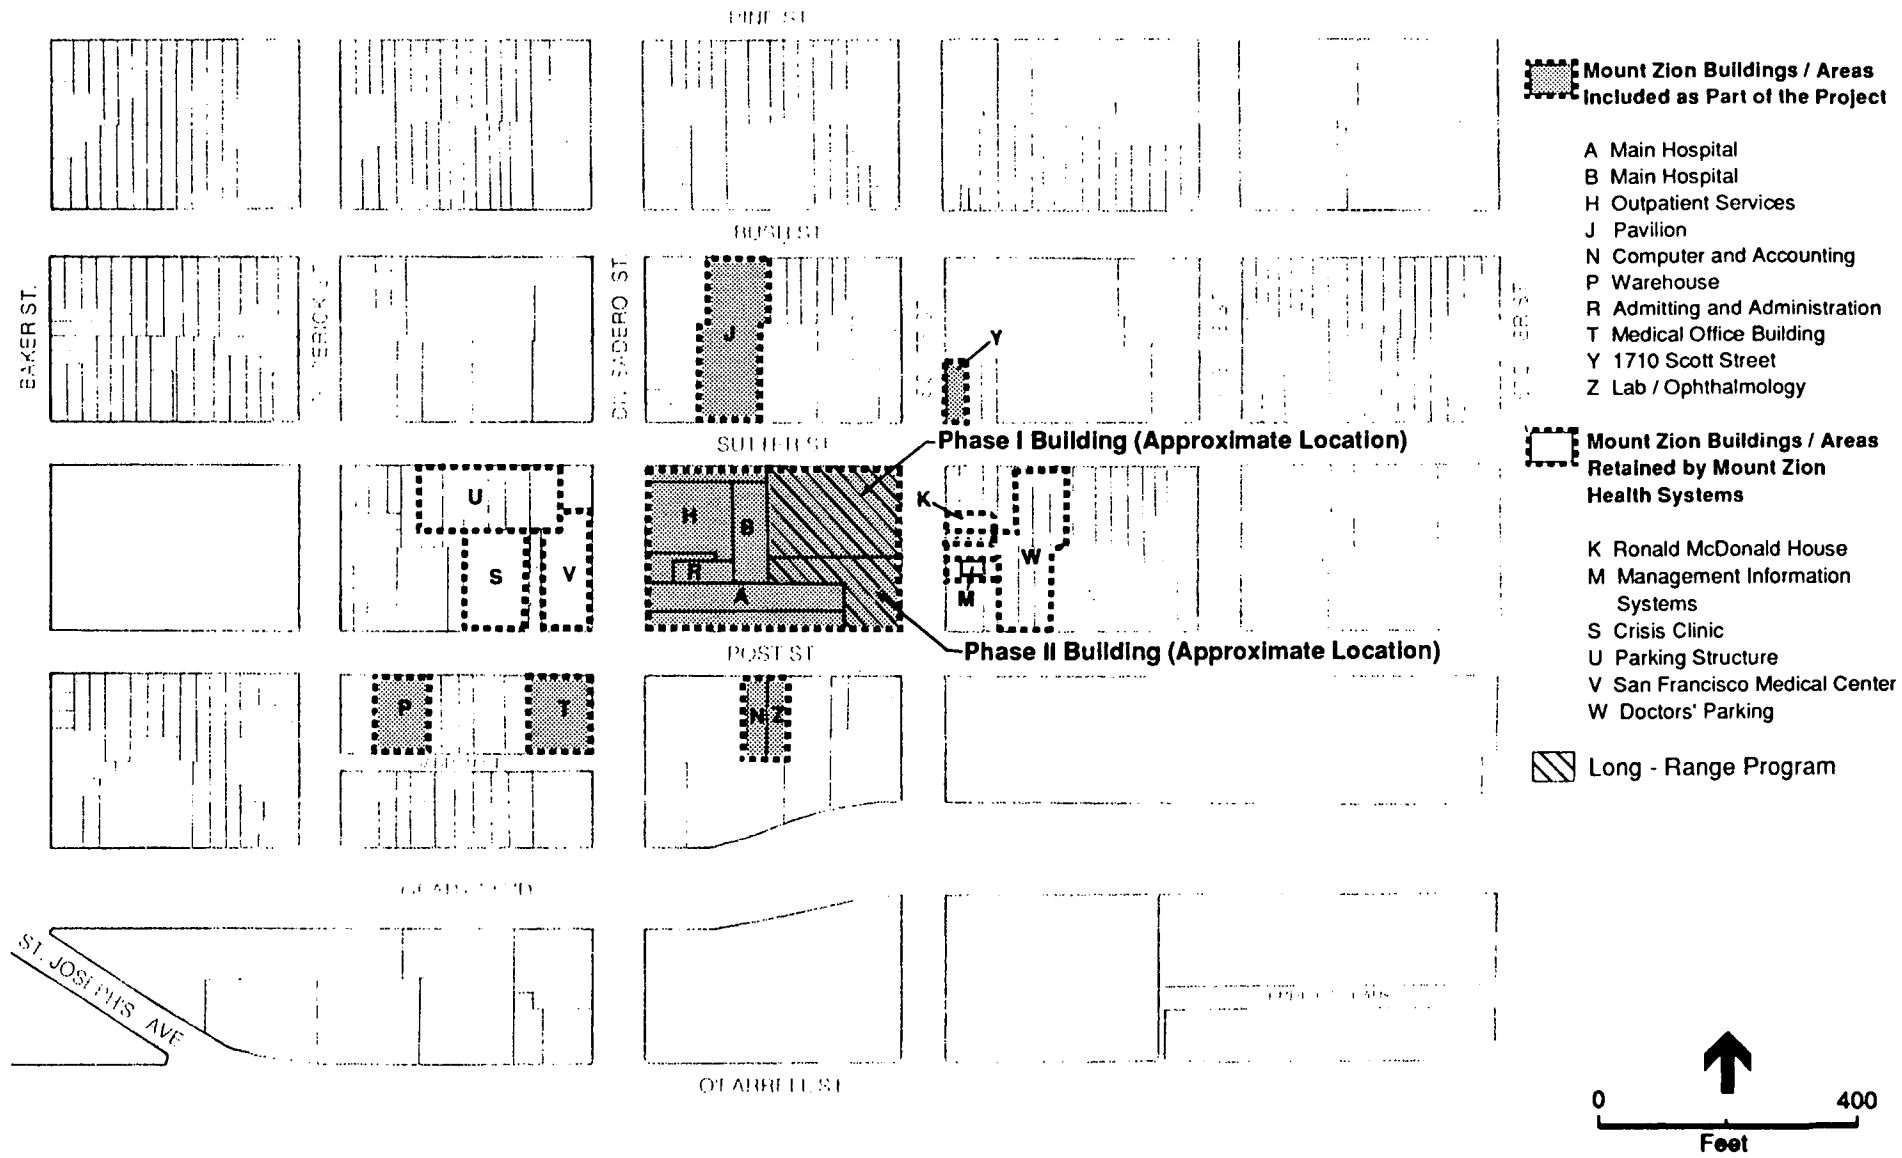 PINE ST.
Mount Zion Buildings / Areas
Included as Part of the Project
A Main Hospital
B Main Hospital
H Outpatient Services
J Pavilion
N Computer and Accounting
P Warehouse
R Admitting and Administration
T Medical Office Building
Y 1710 Scott Street
Z Lab / Ophthalmology
BUSH ST.
BAKER ST.
J
Y
SUTTER ST.
Phase I Building (Approximate Location)
Mount Zion Buildings / Areas
Retained by Mount Zion
Health Systems
K Ronald McDonald House
M Management Information
Systems
S Crisis Clinic
U Parking Structure
V San Francisco Medical Center
W Doctors' Parking
U
H
B
K
W
S
V
R
M
A
POST ST.
Phase II Building (Approximate Location)
P
T
N
Z
Long - Range Program
ST. JOSEPH'S AVE
O'FARRELL ST.
0
400
Feet